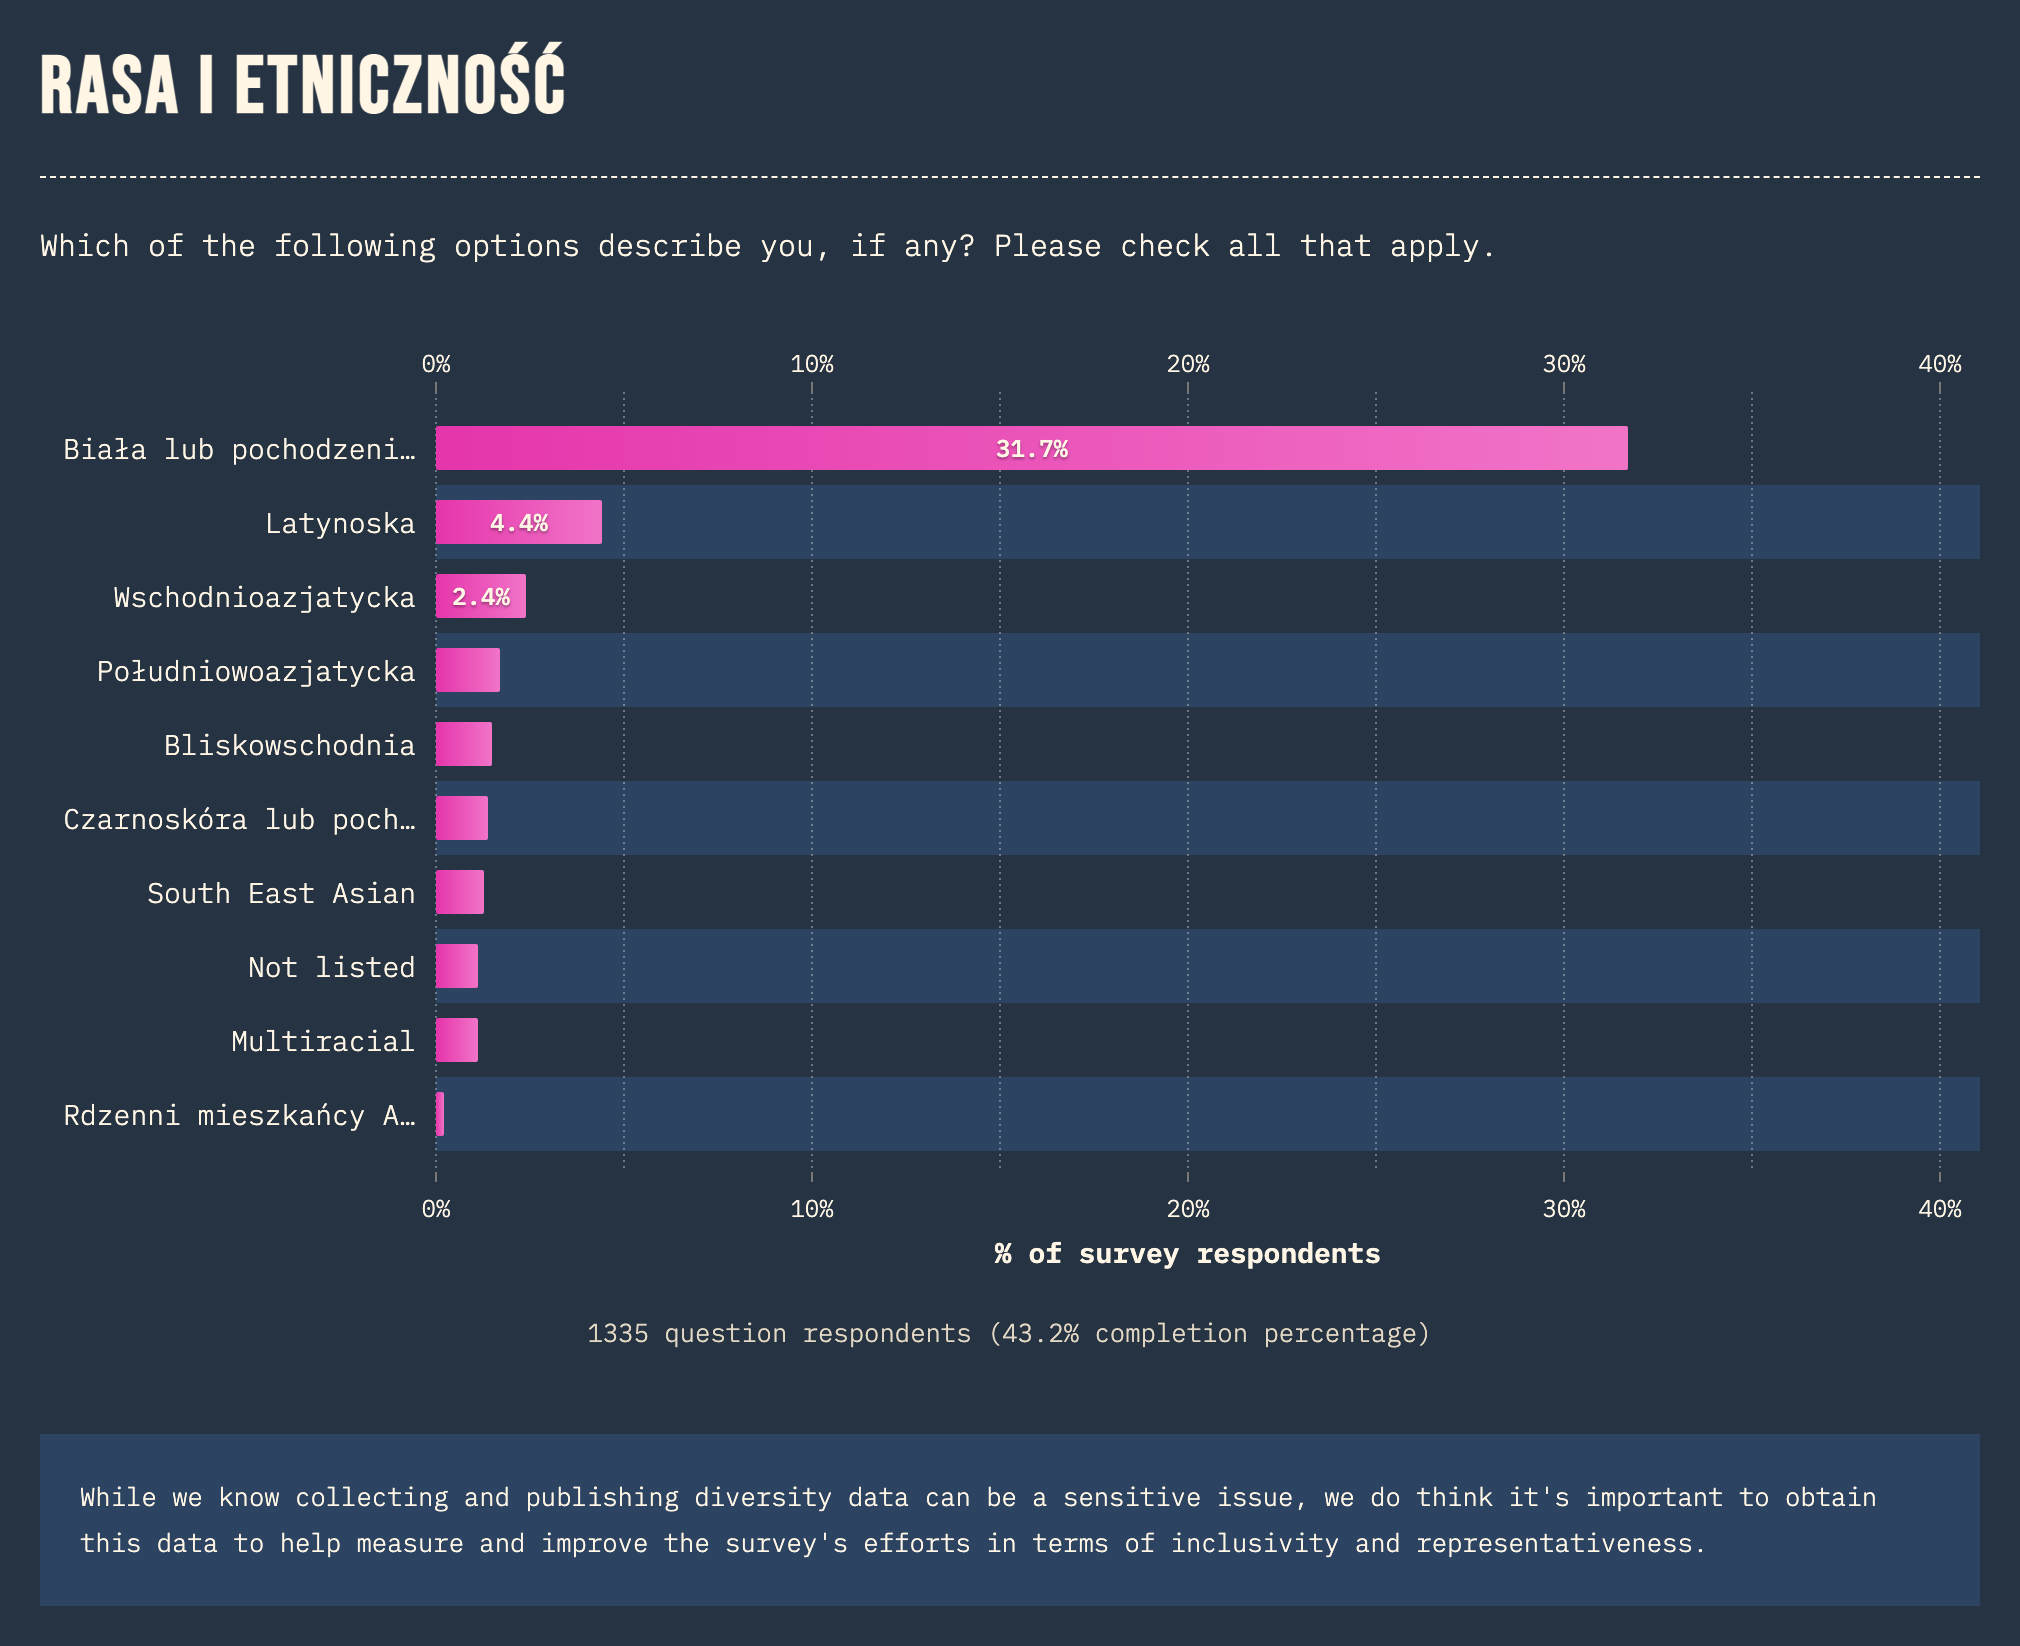 RASA I ETNICZNOŚĆ
Which of the following options describe you, if any? Please check all that apply.
0% 10% 20% 30% 40%
Biała lub pochodzeni… 31.7%
Latynoska 4.4%
Wschodnioazjatycka 2.4%
Południowoazjatycka
Bliskowschodnia
Czarnoskóra lub poch…
South East Asian
Not listed
Multiracial
Rdzenni mieszkańcy A…
0% 10% 20% 30% 40%
% of survey respondents
1335 question respondents (43.2% completion percentage)
While we know collecting and publishing diversity data can be a sensitive issue, we do think it's important to obtain
this data to help measure and improve the survey's efforts in terms of inclusivity and representativeness.